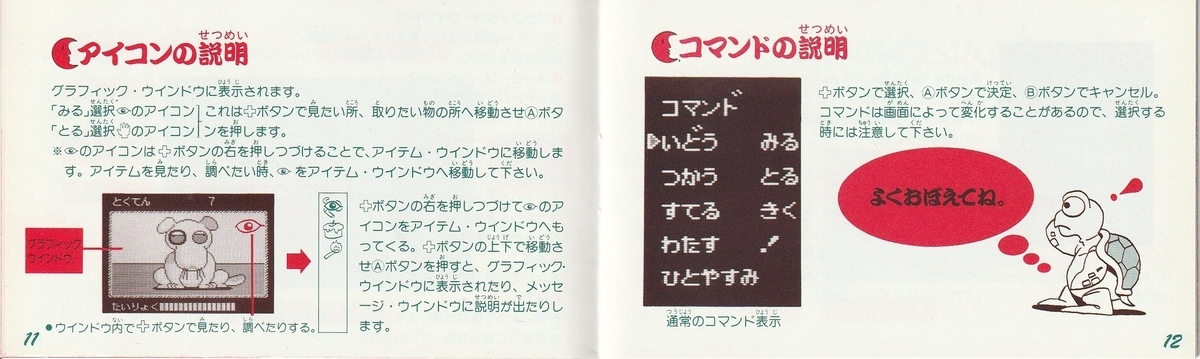 アイコンの説明
グラフィック・ウインドウに表示されます。
「みる」選択 のアイコン これは✚ボタンで見たい所、取りたい物の所へ移動させⒶボタ
「とる」選択 のアイコン ンを押します。
※ のアイコンは✚ボタンの右を押しつづけることで、アイテム・ウインドウに移動しま
す。アイテムを見たり、調べたい時、 をアイテム・ウインドウへ移動して下さい。
とくてん 7
グラフィック
ウインドウ
たいりょく
✚ボタンの右を押しつづけて のア
イコンをアイテム・ウインドウへも
ってくる。✚ボタンの上下で移動さ
せⒶボタンを押すと、グラフィック・
ウインドウに表示されたり、メッセ
ージ・ウインドウに説明が出たりし
ます。
●ウインドウ内で✚ボタンで見たり、調べたりする。
11
コマンドの説明
コマンド
いどう みる
つかう とる
すてる きく
わたす !
ひとやすみ
通常のコマンド表示
✚ボタンで選択、Ⓐボタンで決定、Ⓑボタンでキャンセル。
コマンドは画面によって変化することがあるので、選択する
時には注意して下さい。
よくおぼえてね。
12